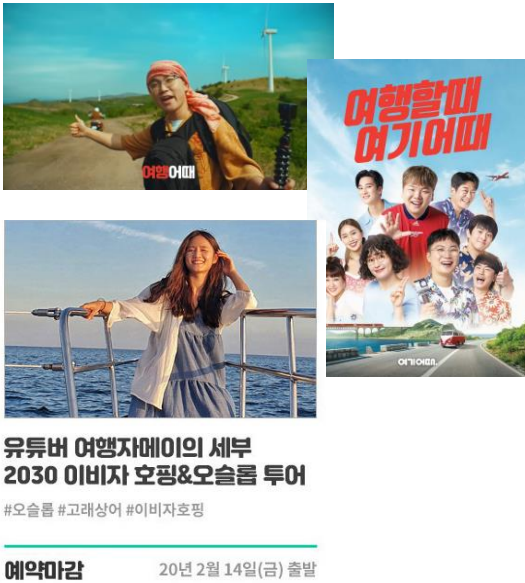 여행어때
여행할때
여기어때
여기어때.
유튜버 여행자메이의 세부
2030 이비자 호핑&오슬롭 투어
#오슬롭 #고래상어 #이비자호핑
예약마감
20년 2월 14일(금) 출발